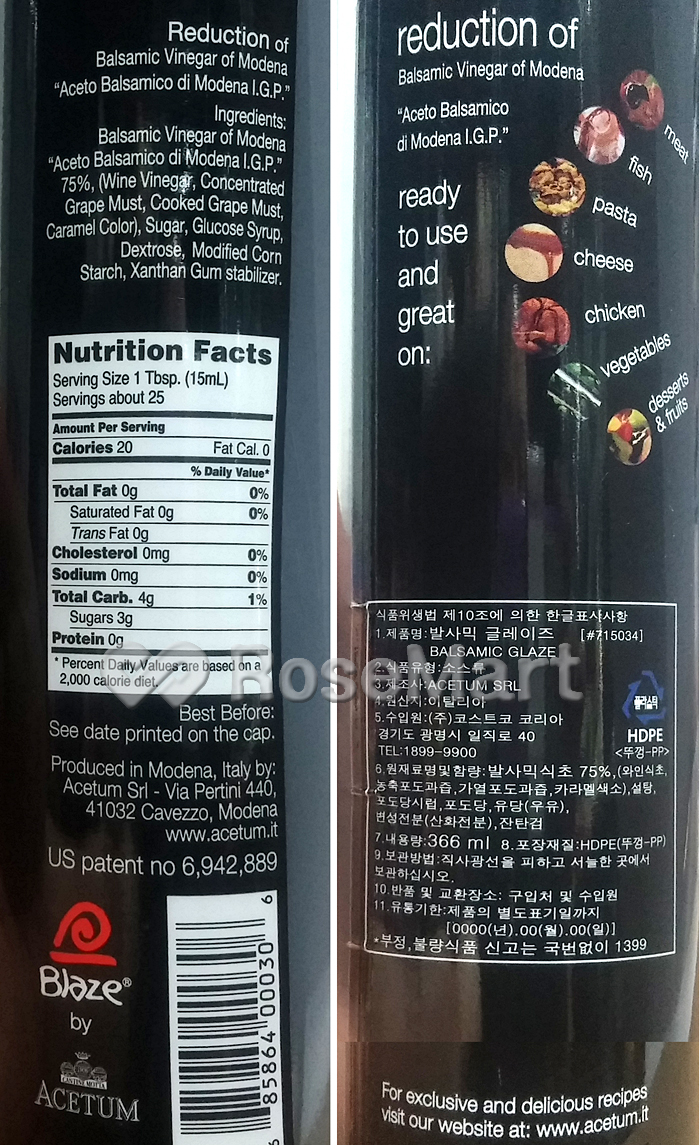 Reduction of
Balsamic Vinegar of Modena
“Aceto Balsamico di Modena I.G.P.”
Ingredients:
Balsamic Vinegar of Modena
“Aceto Balsamico di Modena I.G.P.”
75%, (Wine Vinegar, Concentrated
Grape Must, Cooked Grape Must,
Caramel Color), Sugar, Glucose Syrup,
Dextrose, Modified Corn
Starch, Xanthan Gum stabilizer.
Nutrition Facts
Serving Size 1 Tbsp. (15mL)
Servings about 25
Amount Per Serving
Calories 20 Fat Cal. 0
% Daily Value*
Total Fat 0g 0%
Saturated Fat 0g 0%
Trans Fat 0g
Cholesterol 0mg 0%
Sodium 0mg 0%
Total Carb. 4g 1%
Sugars 3g
Protein 0g
* Percent Daily Values are based on a
2,000 calorie diet.
Best Before:
See date printed on the cap.
Produced in Modena, Italy by:
Acetum Srl - Via Pertini 440,
41032 Cavezzo, Modena
www.acetum.it
US patent no 6,942,889
Blaze®
by
ACETUM
85864 00030 6
reduction of
Balsamic Vinegar of Modena
“Aceto Balsamico
di Modena I.G.P.”
ready
to use
and
great
on:
meat
fish
pasta
cheese
chicken
vegetables
desserts
& fruits
식품위생법 제10조에 의한 한글표시사항
1.제품명:발사믹 글레이즈 [#715034]
BALSAMIC GLAZE
2.식품유형:소스류
3.제조사:ACETUM SRL
4.원산지:이탈리아
5.수입원:(주)코스트코 코리아
경기도 광명시 일직로 40
TEL:1899-9900
플라스틱
HDPE
<뚜껑-PP>
6.원재료명및함량:발사믹식초 75%,(와인식초,
농축포도과즙,가열포도과즙,카라멜색소),설탕,
포도당시럽,포도당,유당(우유),
변성전분(산화전분),잔탄검
7.내용량:366 ml 8.포장재질:HDPE(뚜껑-PP)
9.보관방법:직사광선을 피하고 서늘한 곳에서
보관하십시오.
10.반품 및 교환장소: 구입처 및 수입원
11.유통기한:제품의 별도표기일까지
[0000(년).00(월).00(일)]
*부정,불량식품 신고는 국번없이 1399
For exclusive and delicious recipes
visit our website at: www.acetum.it
RoseMart